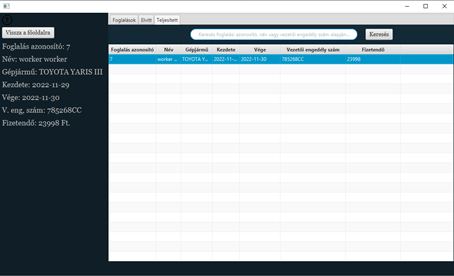 Vissza a főoldalra
Foglalás azonosító: 7
Név: worker worker
Gépjármű: TOYOTA YARIS III
Kezdete: 2022-11-29
Vége: 2022-11-30
V. eng, szám: 785268CC
Fizetendő: 23998 Ft.
Foglalások Elvitt Teljesített
Keresés foglalási azonosító, név vagy vezetői engedély szám alapján... Keresés
Foglalás azonosító Név Gépjármű Kezdete Vége Vezetői engedély szám Fizetendő
7 worker ... TOYOTA Y... 2022-11-... 2022-11-30 785268CC 23998